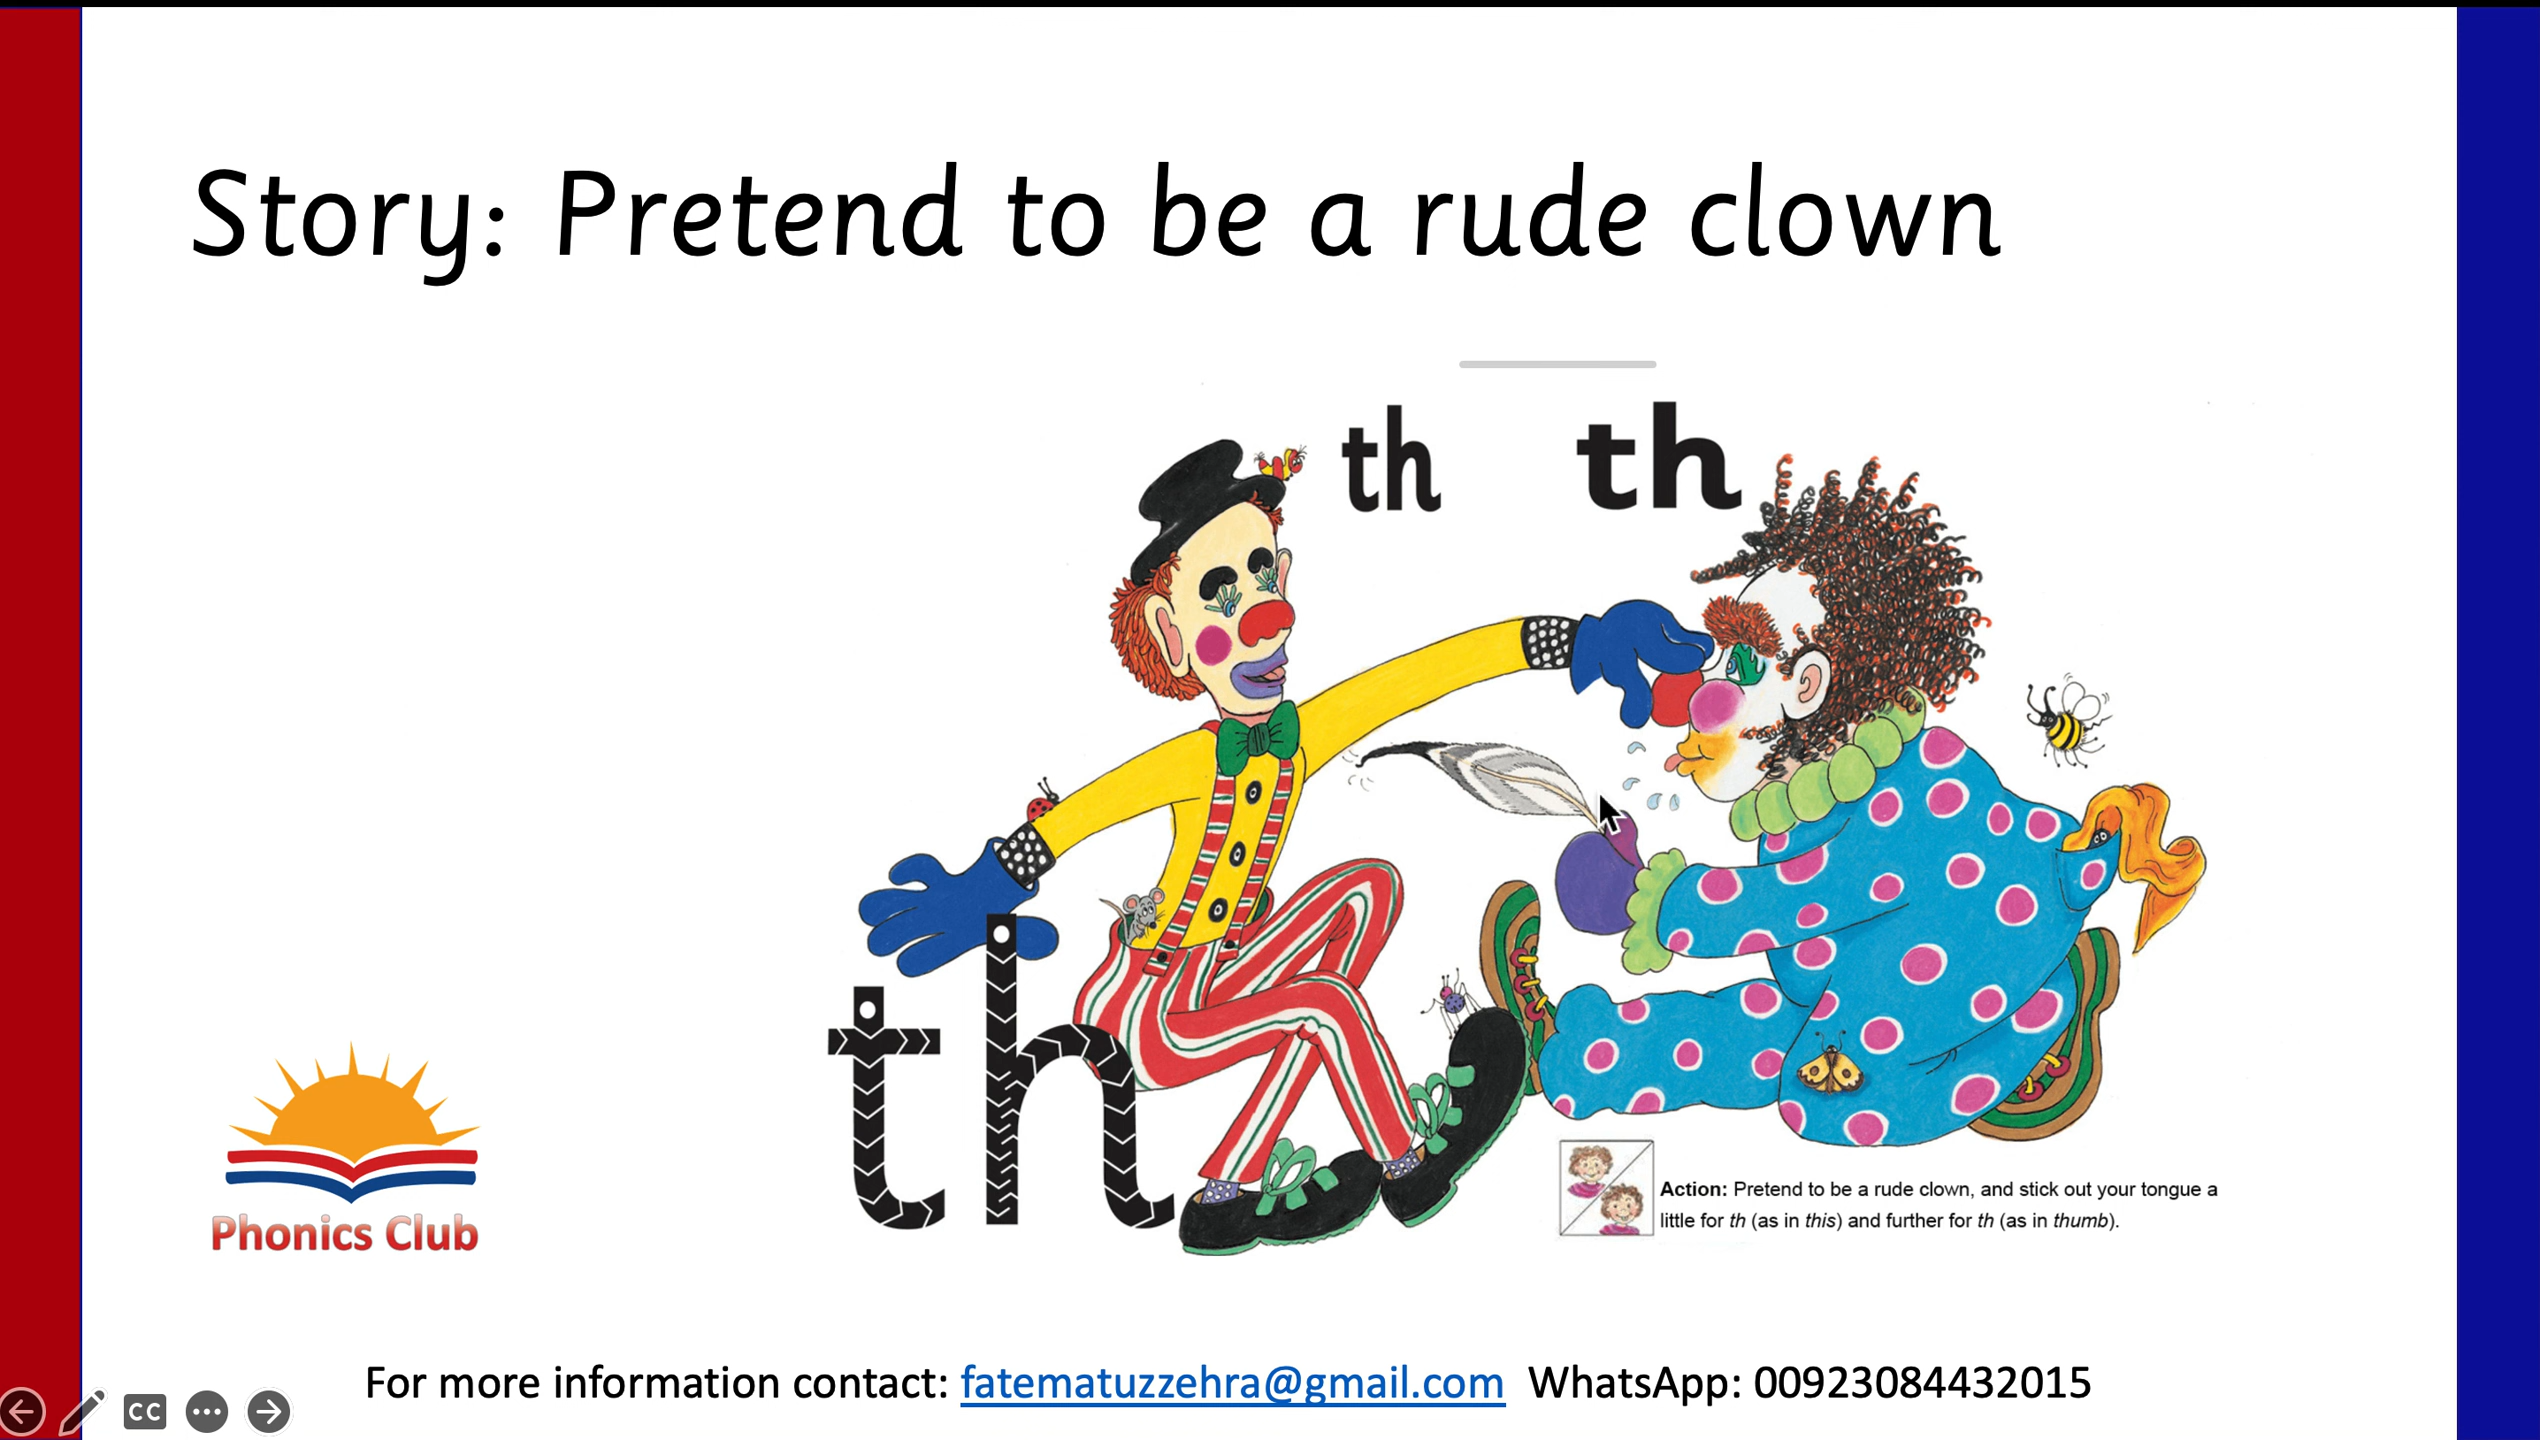 Story: Pretend to be a rude clown
th th
th
Action: Pretend to be a rude clown, and stick out your tongue a
little for th (as in this) and further for th (as in thumb).
Phonics Club
For more information contact: fatematuzzehra@gmail.com WhatsApp: 00923084432015
CC